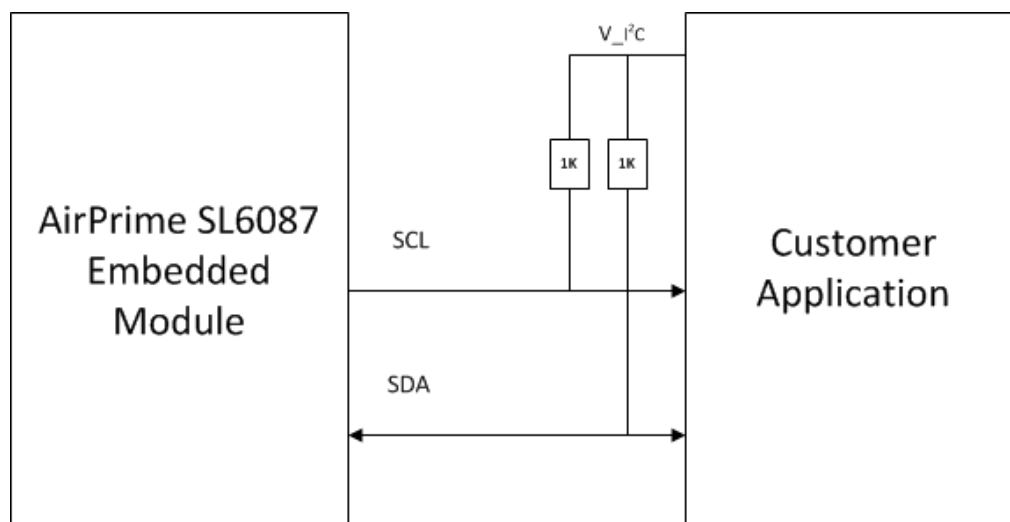 V_I²C
1K
1K
AirPrime SL6087
Embedded
Module
SCL
Customer
Application
SDA